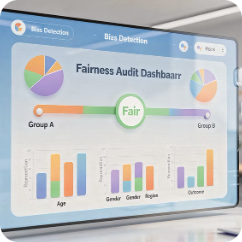 Bias Detection
Bias Detection
Fairness Audit Dashbaarr
Fair
Group A
Group B
Age
Gender Gender Region
Outcome